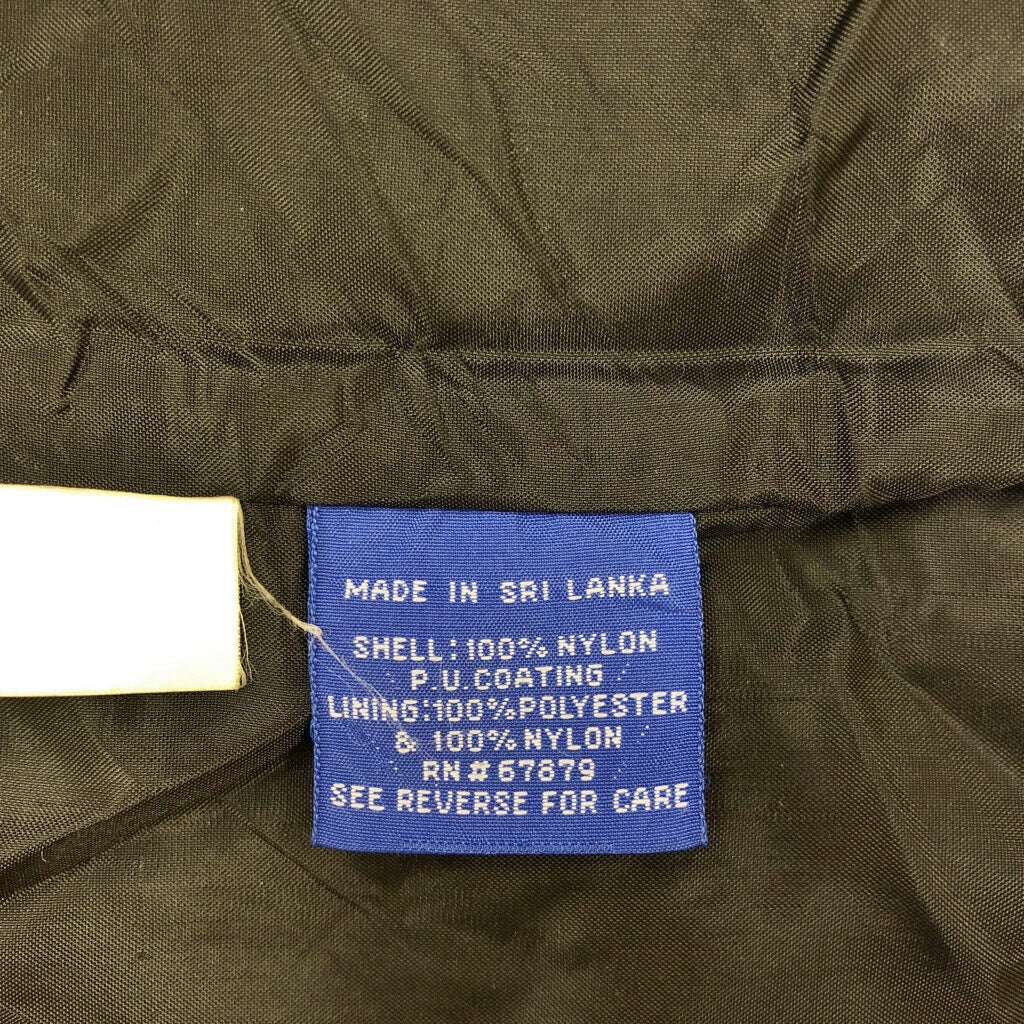 MADE IN SRI LANKA
SHELL:100% NYLON
P.U.COATING
LINING:100%POLYESTER
& 100% NYLON
RN # 67879
SEE REVERSE FOR CARE